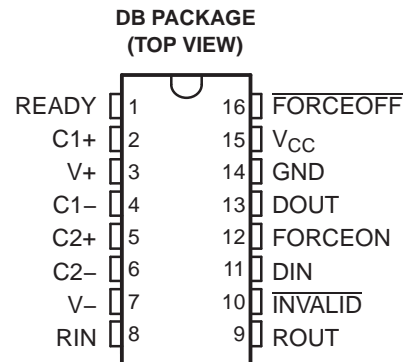 DB PACKAGE
(TOP VIEW)
READY 1 16 FORCEOFF
C1+ 2 15 VCC
V+ 3 14 GND
C1− 4 13 DOUT
C2+ 5 12 FORCEON
C2− 6 11 DIN
V− 7 10 INVALID
RIN 8 9 ROUT